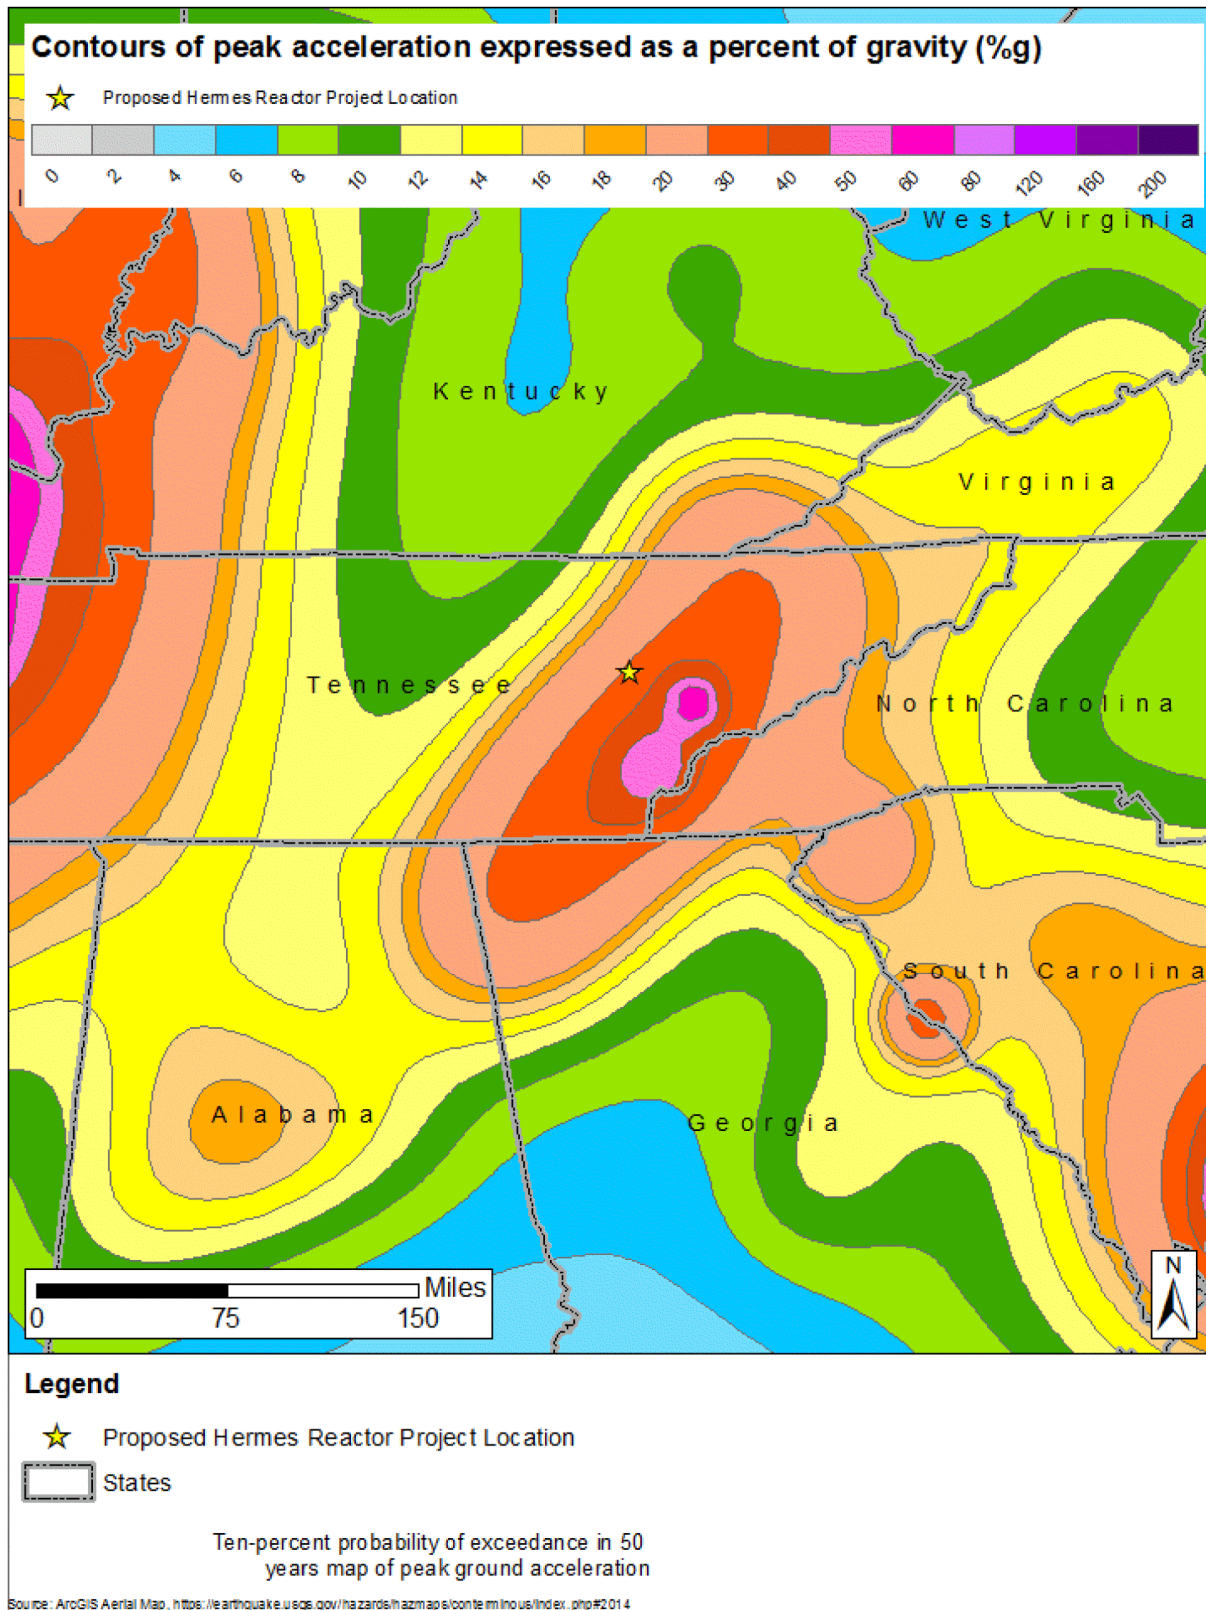 Contours of peak acceleration expressed as a percent of gravity (%g)
Proposed Hermes Reactor Project Location
0 2 4 6 8 10 12 14 16 18 20 30 40 50 60 80 120 160 200
West Virginia
Kentucky
Virginia
Tennessee
North Carolina
South Carolina
Alabama
Georgia
N
Miles
0 75 150
Legend
Proposed Hermes Reactor Project Location
States
Ten-percent probability of exceedance in 50
years map of peak ground acceleration
Source: ArcGIS Aerial Map, https://earthquake.usgs.gov/hazards/hazmaps/conterminous/index.php#2014